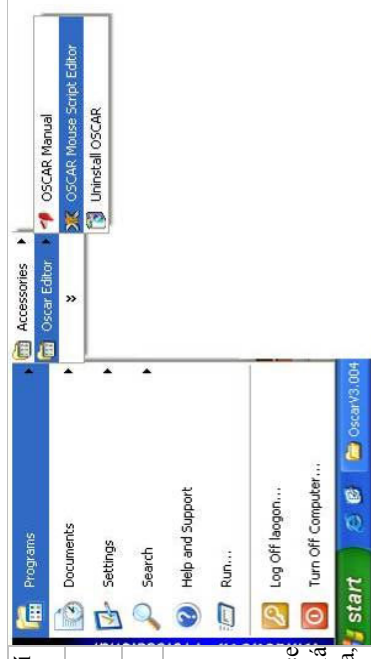 Programs
Documents
Settings
Search
Help and Support
Run...
Log Off laogon...
Turn Off Computer...
start
OscarV3.004
Accessories
Oscar Editor
OSCAR Manual
OSCAR Mouse Script Editor
Uninstall OSCAR